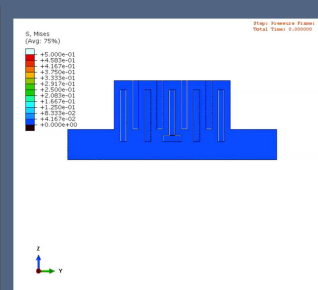 Step: Pressure Frame:
Total Time: 0.000000
S, Mises
(Avg: 75%)
+5.000e-01
+4.583e-01
+4.167e-01
+3.750e-01
+3.333e-01
+2.917e-01
+2.500e-01
+2.083e-01
+1.667e-01
+1.250e-01
+8.333e-02
+4.167e-02
+0.000e+00
Z
Y